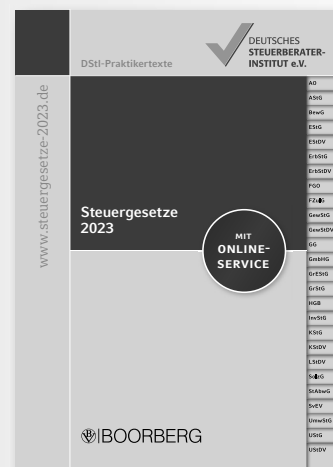 DEUTSCHES
STEUERBERATER-
INSTITUT e.V.
DStI-Praktikertexte
www.steuergesetze-2023.de
Steuergesetze
2023
MIT
ONLINE-
SERVICE
BOORBERG
AO
AStG
BewG
EStG
EStDV
ErbStG
ErbStDV
FGO
GewStG
GewStDV
GG
GmbHG
GrEStG
GrStG
HGB
InvStG
KStG
KStDV
LStDV
StAbwG
SvEV
UmwStG
UStG
UStDV